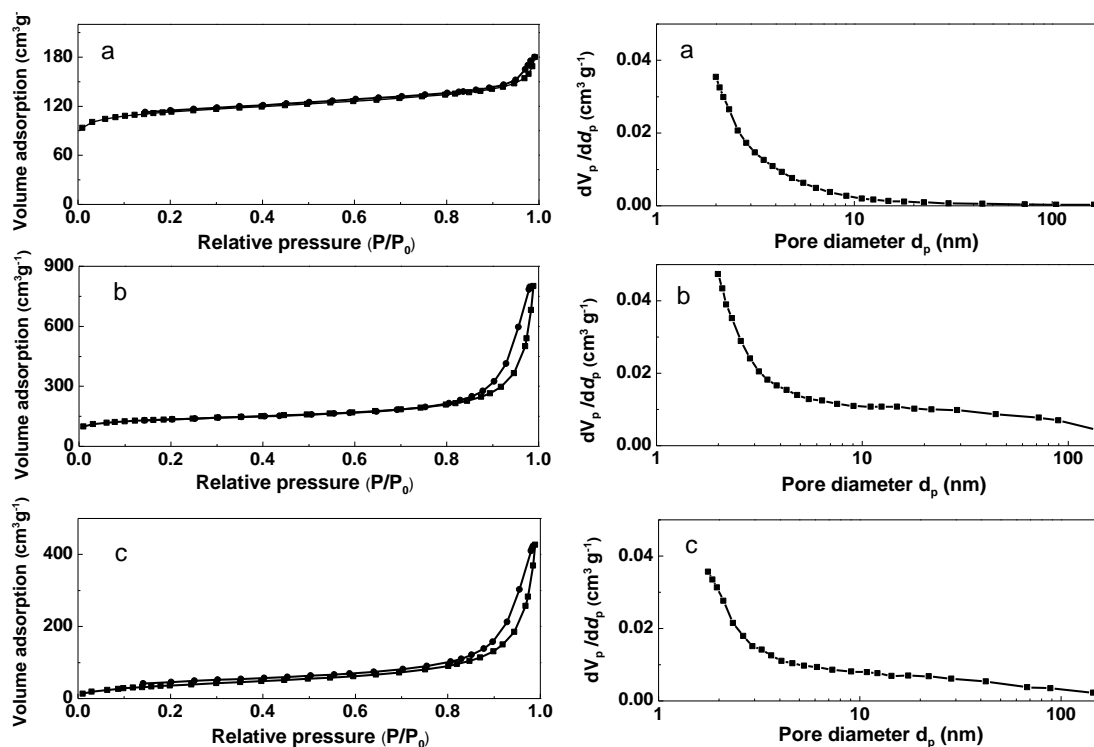 Volume adsorption (cm³g⁻
a
180
120
60
0
0.0 0.2 0.4 0.6 0.8 1.0
Relative pressure (P/P₀)
dVₚ/ddₚ (cm³ g⁻¹)
a
0.04
0.02
0.00
1 10 100
Pore diameter dₚ (nm)
Volume adsorption (cm³g⁻¹)
b
900
600
300
0
0.0 0.2 0.4 0.6 0.8 1.0
Relative pressure (P/P₀)
dVₚ/ddₚ (cm³ g⁻¹)
b
0.04
0.02
0.00
1 10 100
Pore diameter dₚ (nm)
Volume adsorption (cm³g⁻¹)
c
400
200
0
0.0 0.2 0.4 0.6 0.8 1.0
Relative pressure (P/P₀)
dVₚ/ddₚ (cm³ g⁻¹)
c
0.04
0.02
0.00
1 10 100
Pore diameter dₚ (nm)